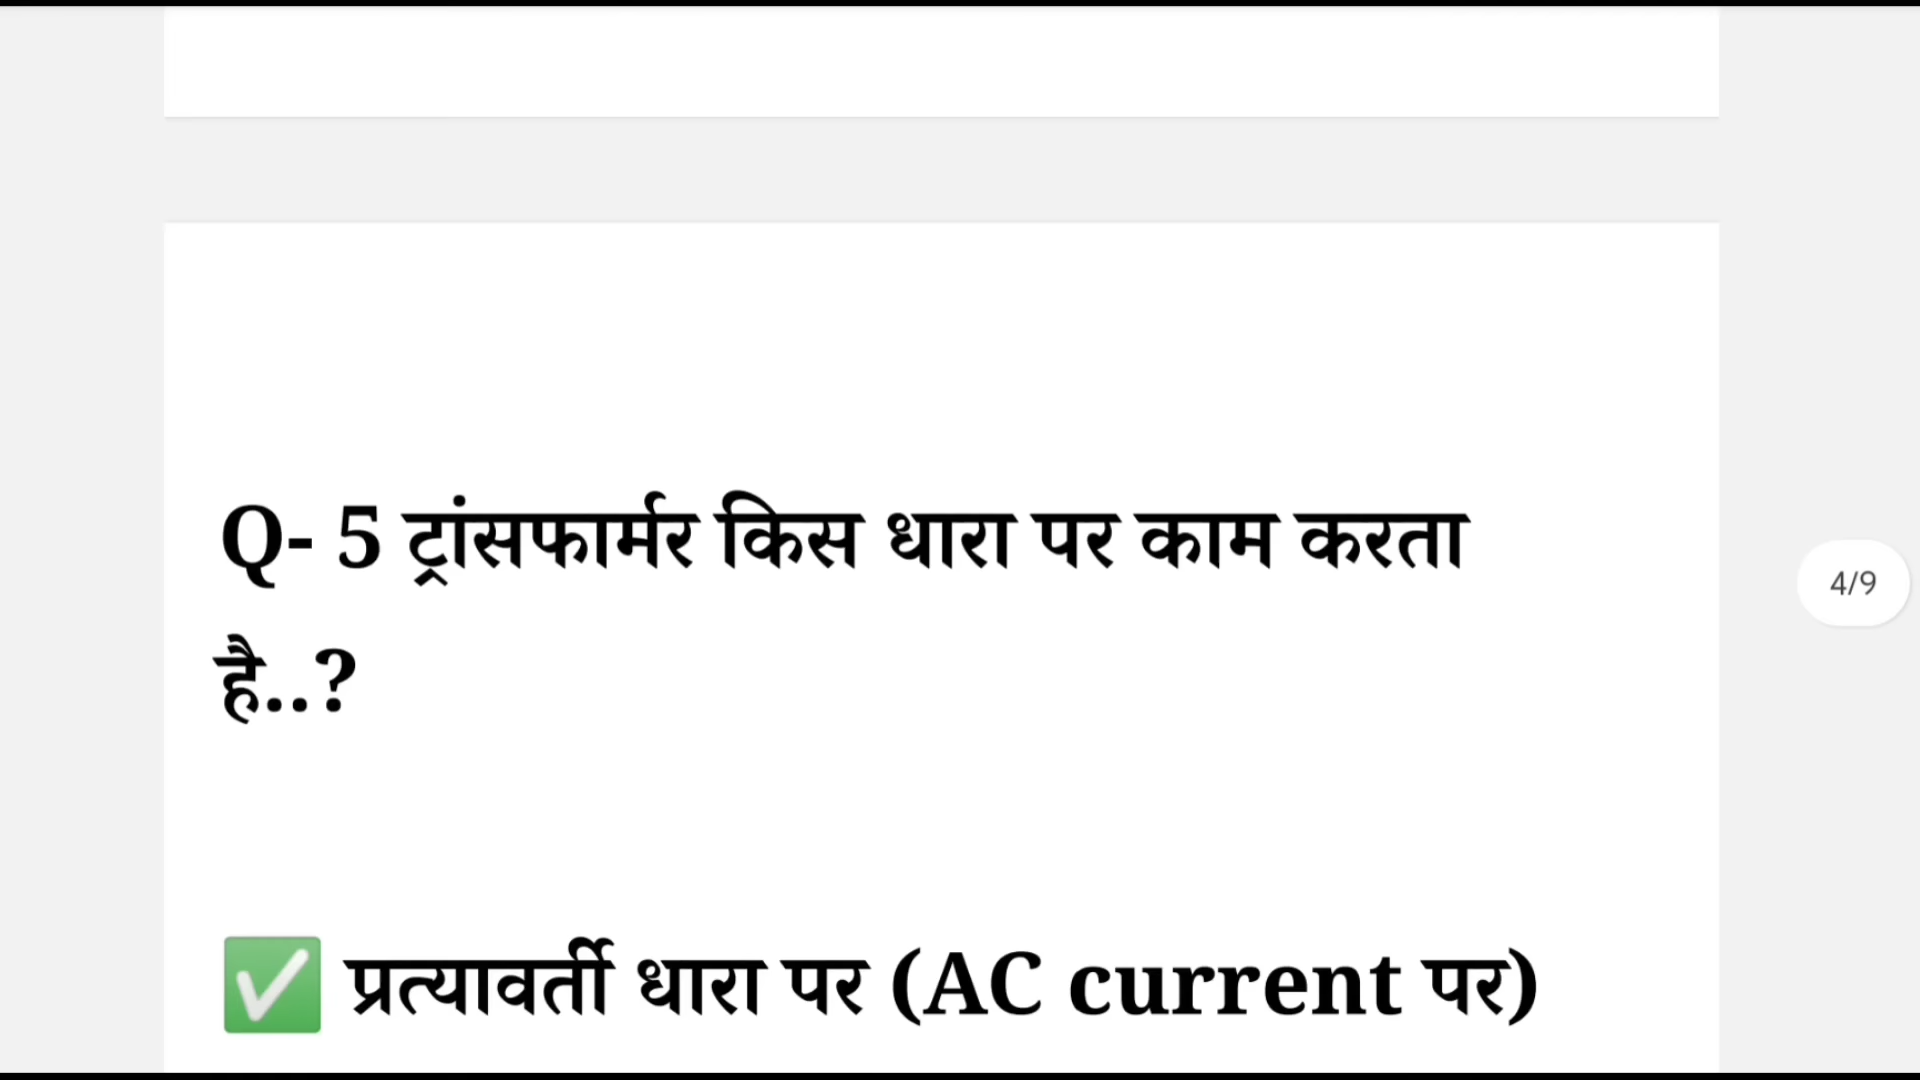 Q- 5 ट्रांसफार्मर किस धारा पर काम करता
है..?
4/9
✅ प्रत्यावर्ती धारा पर (AC current पर)